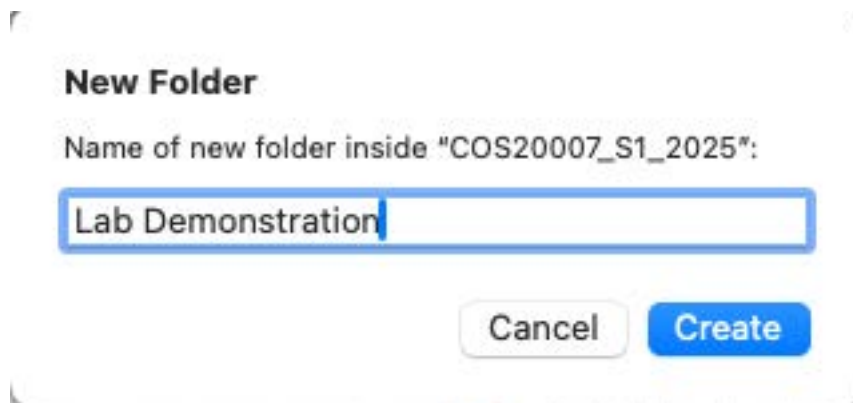 New Folder
Name of new folder inside “COS20007_S1_2025”:
Lab Demonstration
Cancel
Create